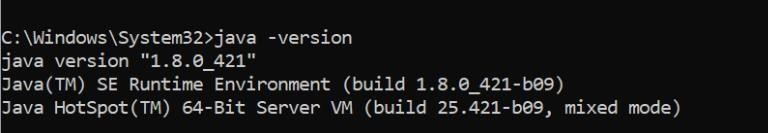 C:\Windows\System32>java -version
java version "1.8.0_421"
Java(TM) SE Runtime Environment (build 1.8.0_421-b09)
Java HotSpot(TM) 64-Bit Server VM (build 25.421-b09, mixed mode)